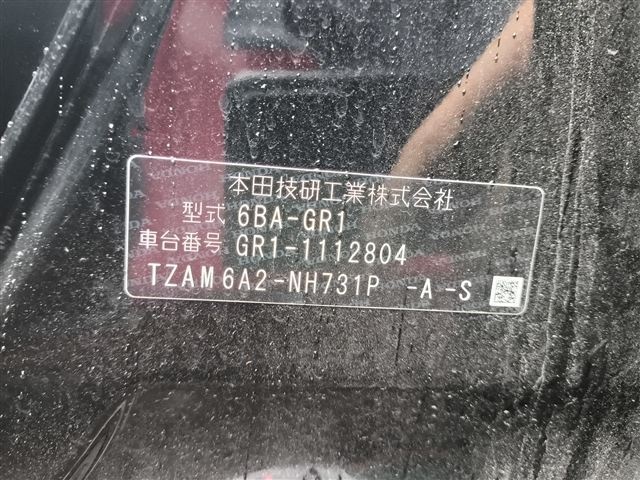 本田技研工業株式会社
型式 6BA-GR1
車台番号 GR1-1112804
TZAM6A2-NH731P -A-S